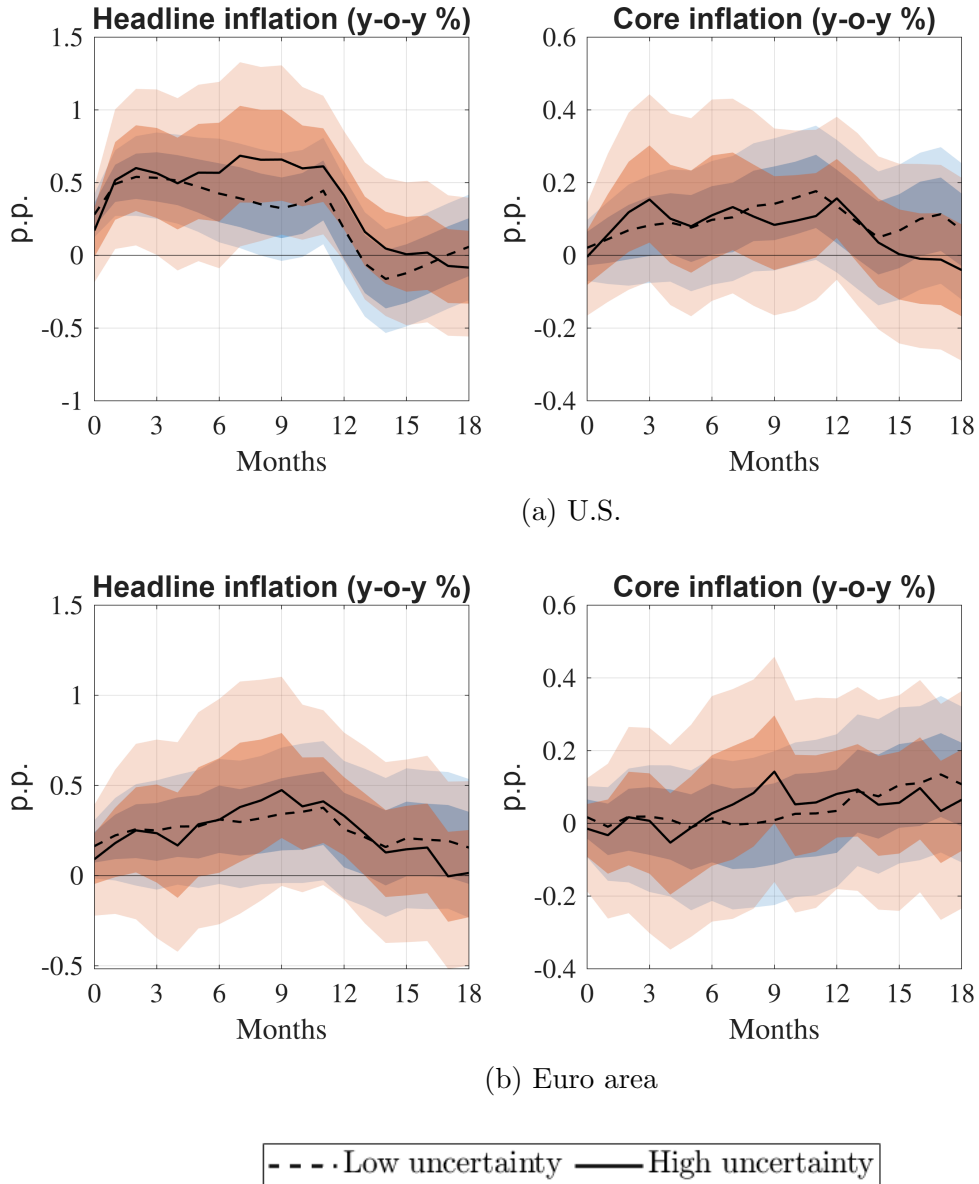 Headline inflation (y-o-y %)
1.5
1
0.5
0
-0.5
-1
p.p.
0 3 6 9 12 15 18
Months
Core inflation (y-o-y %)
0.6
0.4
0.2
0
-0.2
-0.4
p.p.
0 3 6 9 12 15 18
Months
(a) U.S.
Headline inflation (y-o-y %)
1.5
1
0.5
0
-0.5
p.p.
0 3 6 9 12 15 18
Months
Core inflation (y-o-y %)
0.6
0.4
0.2
0
-0.2
-0.4
p.p.
0 3 6 9 12 15 18
Months
(b) Euro area
Low uncertainty High uncertainty